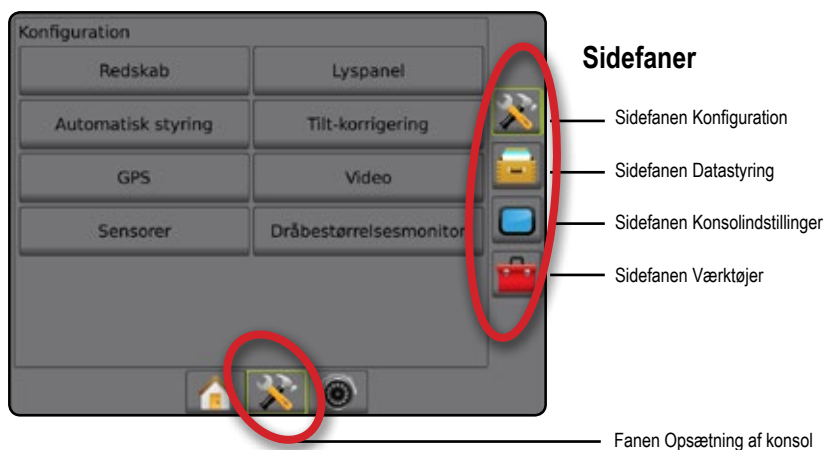 Konfiguration
Redskab
Lyspanel
Automatisk styring
Tilt-korrigering
GPS
Video
Sensorer
Dråbestørrelsesmonitor
Sidefaner
Sidefanen Konfiguration
Sidefanen Datastyring
Sidefanen Konsolindstillinger
Sidefanen Værktøjer
Fanen Opsætning af konsol